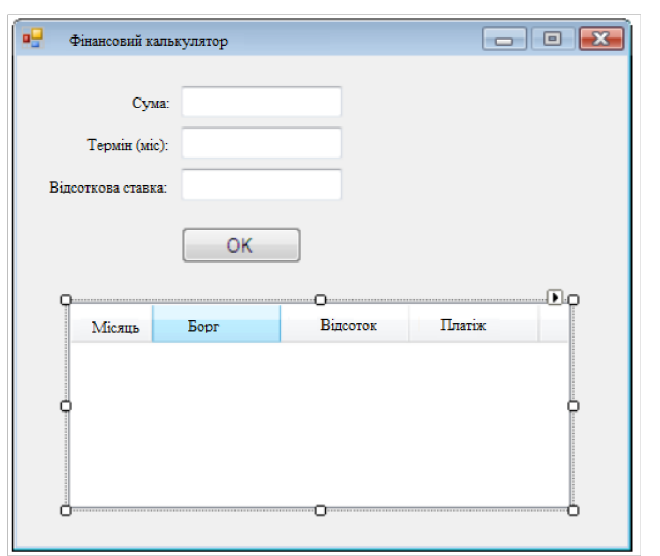 Фінансовий калькулятор
Сума:
Термін (міс):
Відсоткова ставка:
OK
Місяць Борг Відсоток Платіж